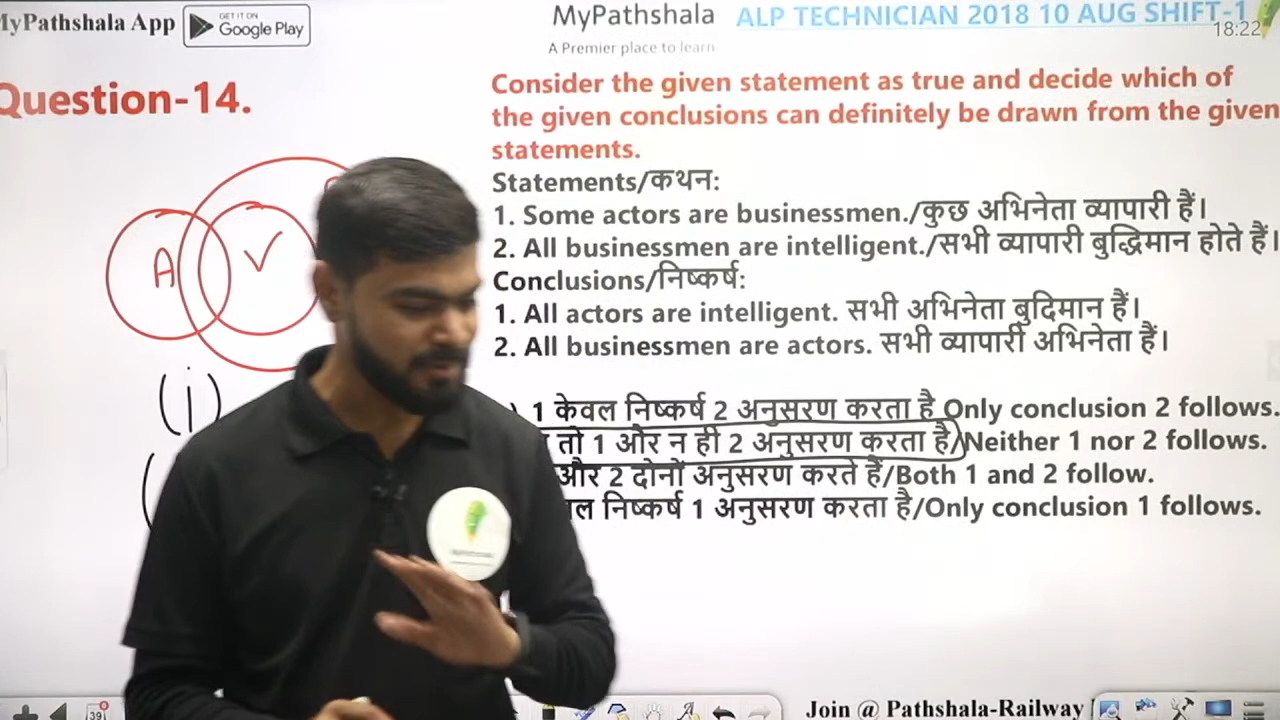 MyPathshala App
GET IT ON
Google Play
MyPathshala
A Premier place to learn
ALP TECHNICIAN 2018 10 AUG SHIFT-1
18:22
Question-14.
Consider the given statement as true and decide which of
the given conclusions can definitely be drawn from the given
statements.
Statements/कथन:
1. Some actors are businessmen./कुछ अभिनेता व्यापारी हैं।
2. All businessmen are intelligent./सभी व्यापारी बुद्धिमान होते हैं।
Conclusions/निष्कर्ष:
1. All actors are intelligent. सभी अभिनेता बुदिमान हैं।
2. All businessmen are actors. सभी व्यापारी अभिनेता हैं।
1 केवल निष्कर्ष 2 अनुसरण करता है Only conclusion 2 follows.
तो 1 और न ही 2 अनुसरण करता है/Neither 1 nor 2 follows.
और 2 दोनों अनुसरण करते हैं/Both 1 and 2 follow.
निष्कर्ष 1 अनुसरण करता है/Only conclusion 1 follows.
A
V
(i)
39
Join @ Pathshala-Railway